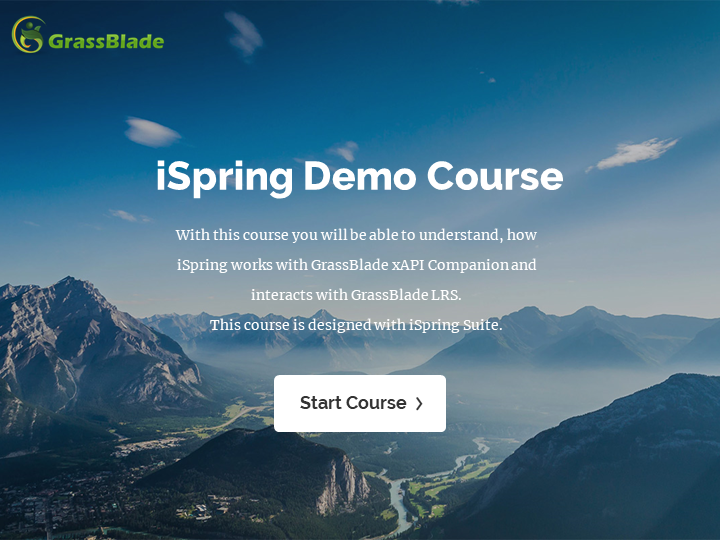 GrassBlade
iSpring Demo Course
With this course you will be able to understand, how
iSpring works with GrassBlade xAPI Companion and
interacts with GrassBlade LRS.
This course is designed with iSpring Suite.
Start Course